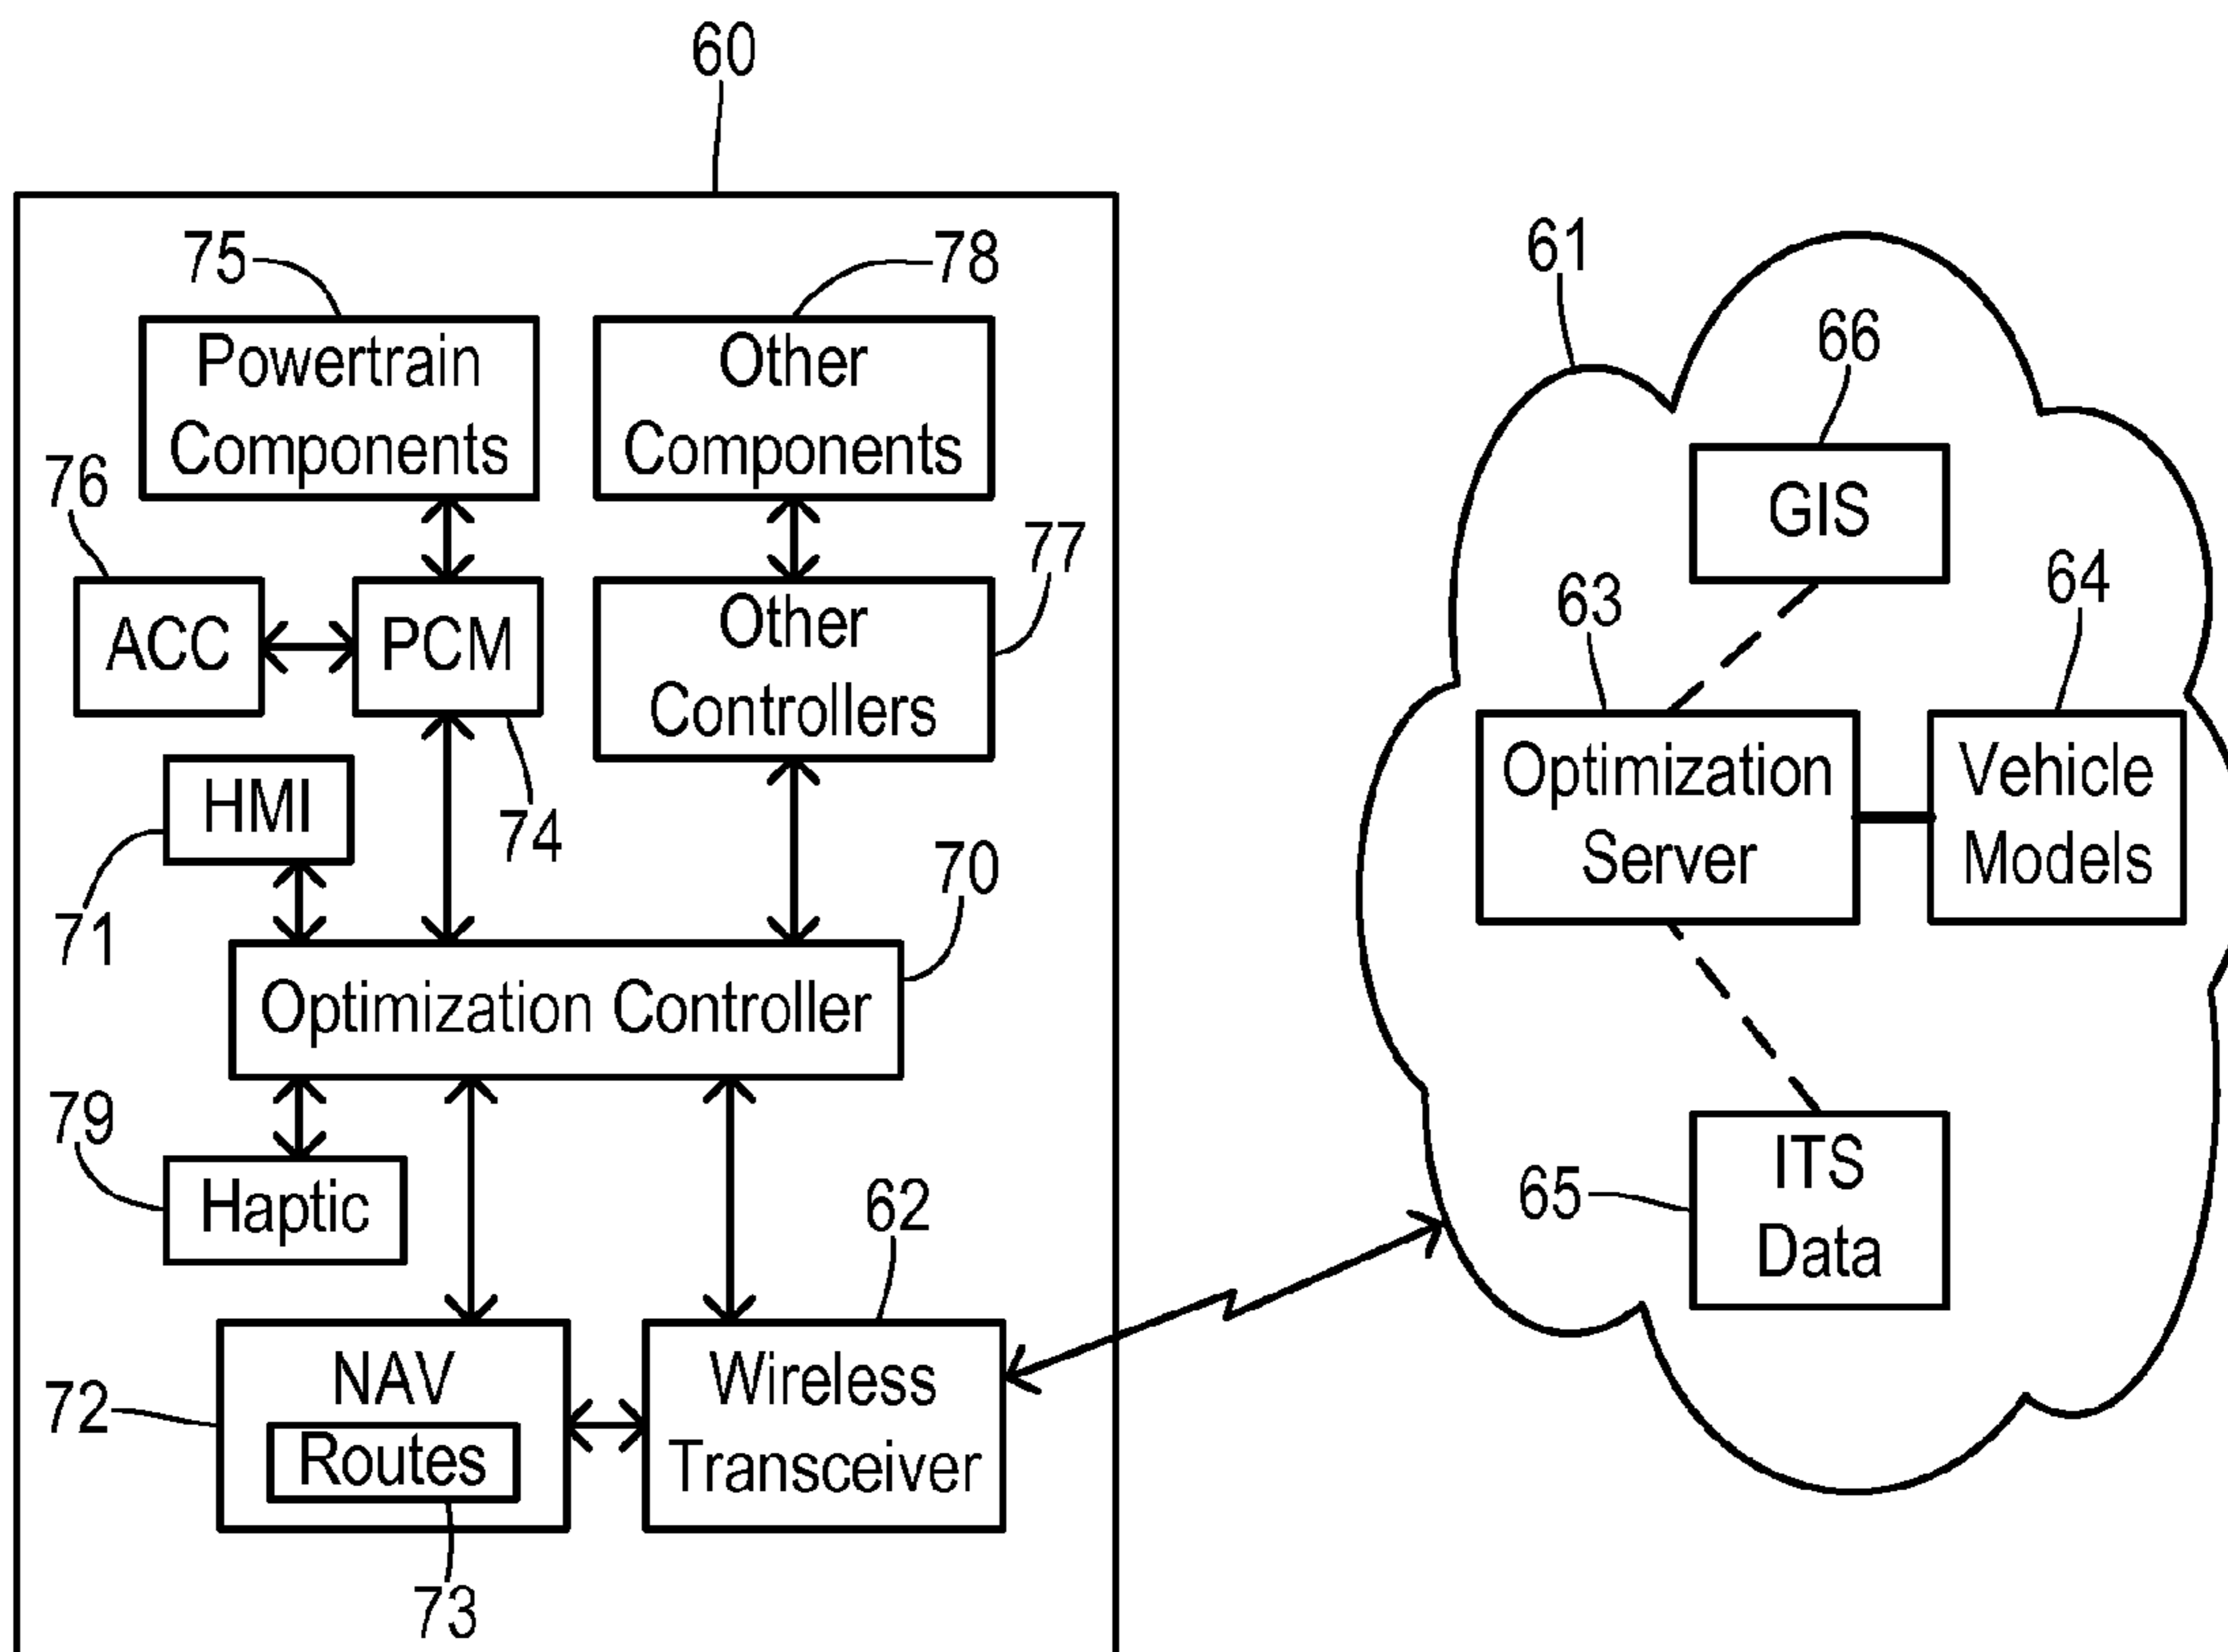 60
75
78
Powertrain
Components
Other
Components
76
77
ACC
PCM
Other
Controllers
HMI
74
71
70
Optimization Controller
79
Haptic
62
72
NAV
Routes
Wireless
Transceiver
73
61
66
GIS
63
64
Optimization
Server
Vehicle
Models
65
ITS
Data